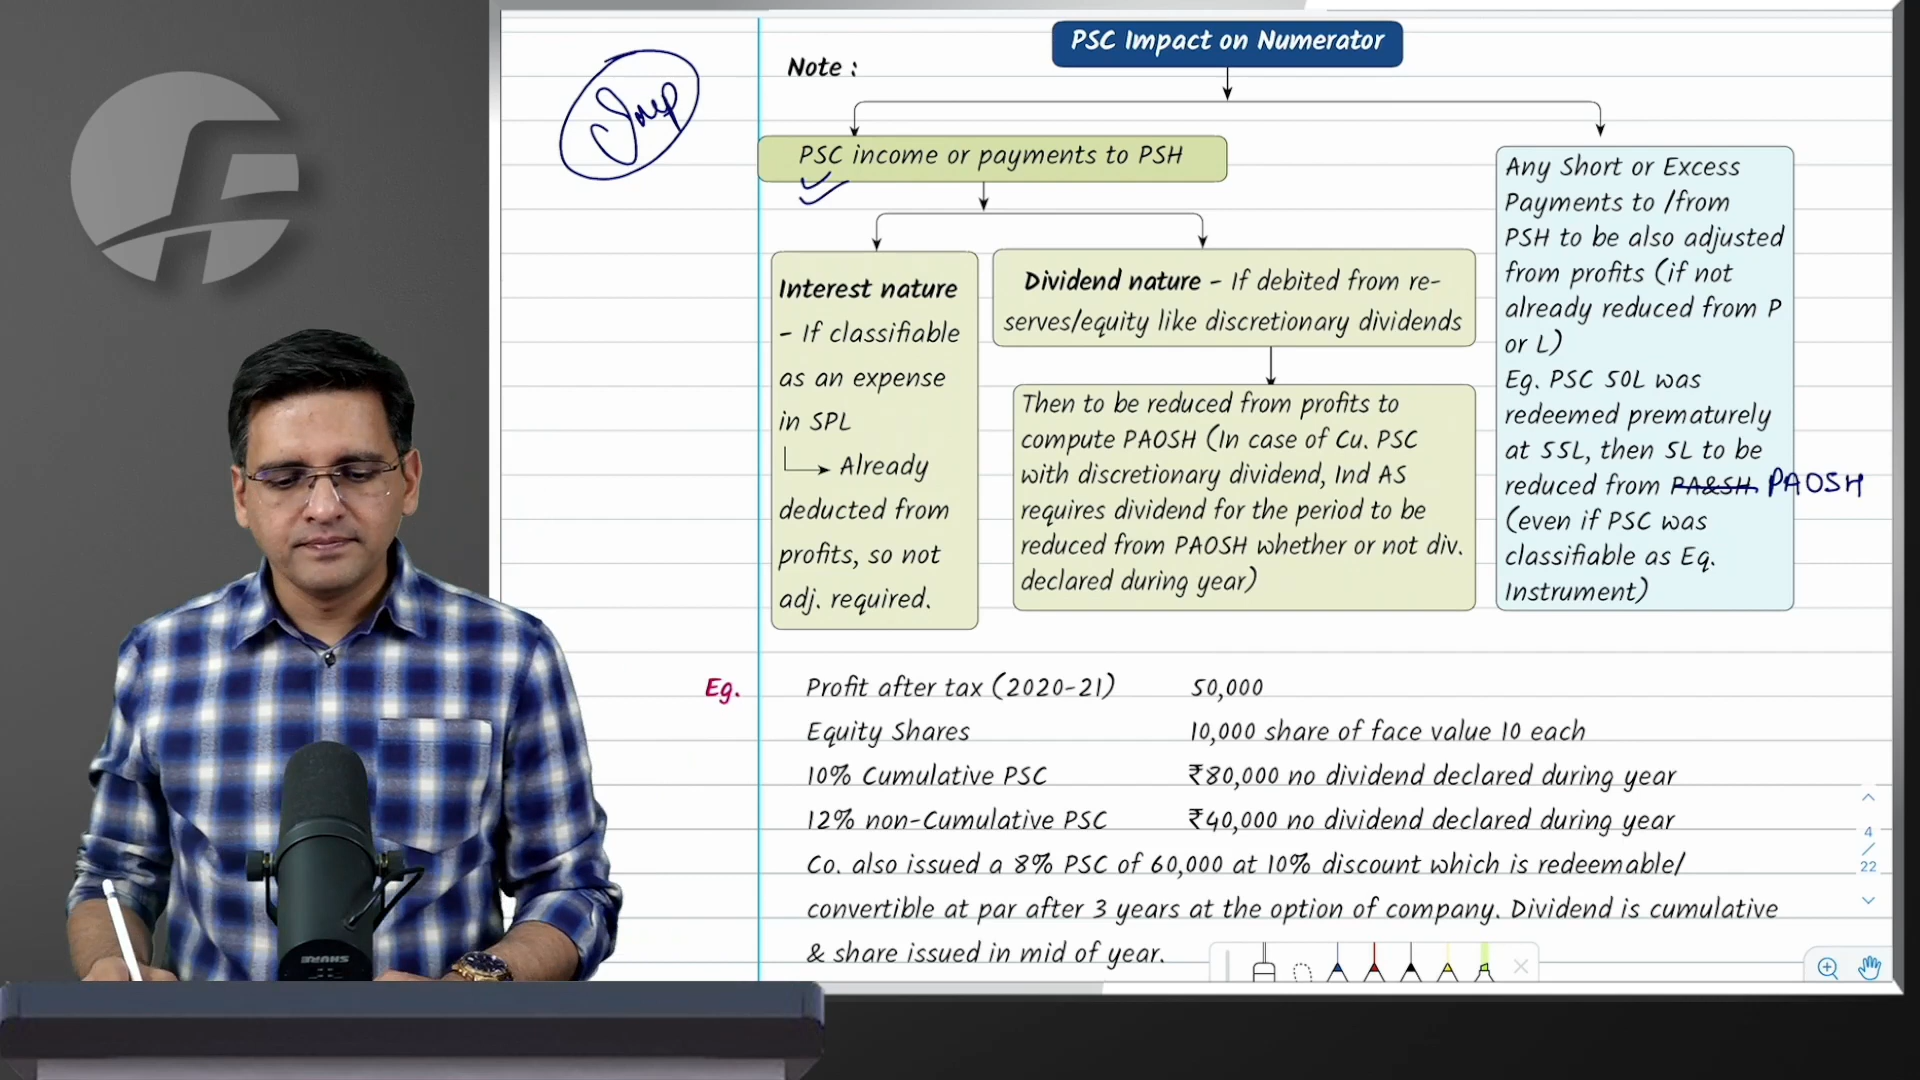 PSC Impact on Numerator
Note :
Imp
PSC income or payments to PSH
Interest nature
- If classifiable
as an expense
in SPL
Already
deducted from
profits, so not
adj. required.
Dividend nature - If debited from re-
serves/equity like discretionary dividends
Then to be reduced from profits to
compute PAOSH (In case of Cu. PSC
with discretionary dividend, Ind AS
requires dividend for the period to be
reduced from PAOSH whether or not div.
declared during year)
Any Short or Excess
Payments to /from
PSH to be also adjusted
from profits (if not
already reduced from P
or L)
Eg. PSC 50L was
redeemed prematurely
at 55L, then 5L to be
reduced from PA&SH PAOSH
(even if PSC was
classifiable as Eq.
Instrument)
Eg.
Profit after tax (2020-21) 50,000
Equity Shares 10,000 share of face value 10 each
10% Cumulative PSC ₹80,000 no dividend declared during year
12% non-Cumulative PSC ₹40,000 no dividend declared during year
Co. also issued a 8% PSC of 60,000 at 10% discount which is redeemable/
convertible at par after 3 years at the option of company. Dividend is cumulative
& share issued in mid of year.
4
/
22
SHURE